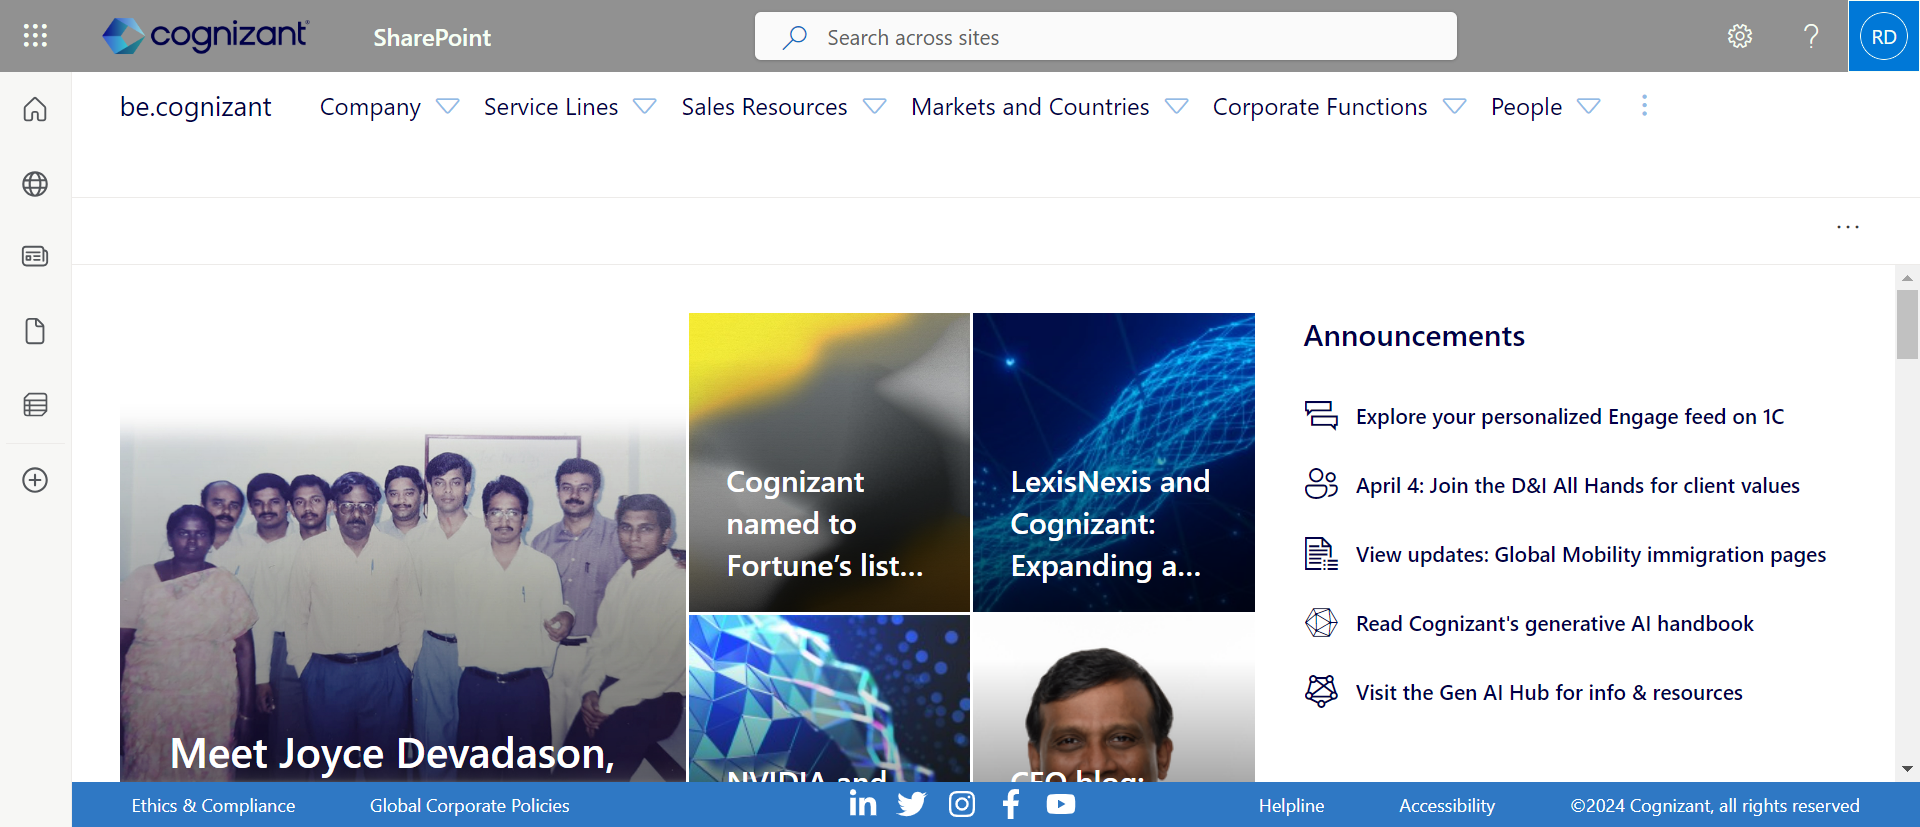 cognizant
SharePoint
Search across sites
RD
be.cognizant
Company
Service Lines
Sales Resources
Markets and Countries
Corporate Functions
People
Cognizant
named to
Fortune’s list...
LexisNexis and
Cognizant:
Expanding a...
Meet Joyce Devadason,
NVIDIA and
CEO blog:
Announcements
Explore your personalized Engage feed on 1C
April 4: Join the D&I All Hands for client values
View updates: Global Mobility immigration pages
Read Cognizant's generative AI handbook
Visit the Gen AI Hub for info & resources
Ethics & Compliance
Global Corporate Policies
Helpline
Accessibility
©2024 Cognizant, all rights reserved